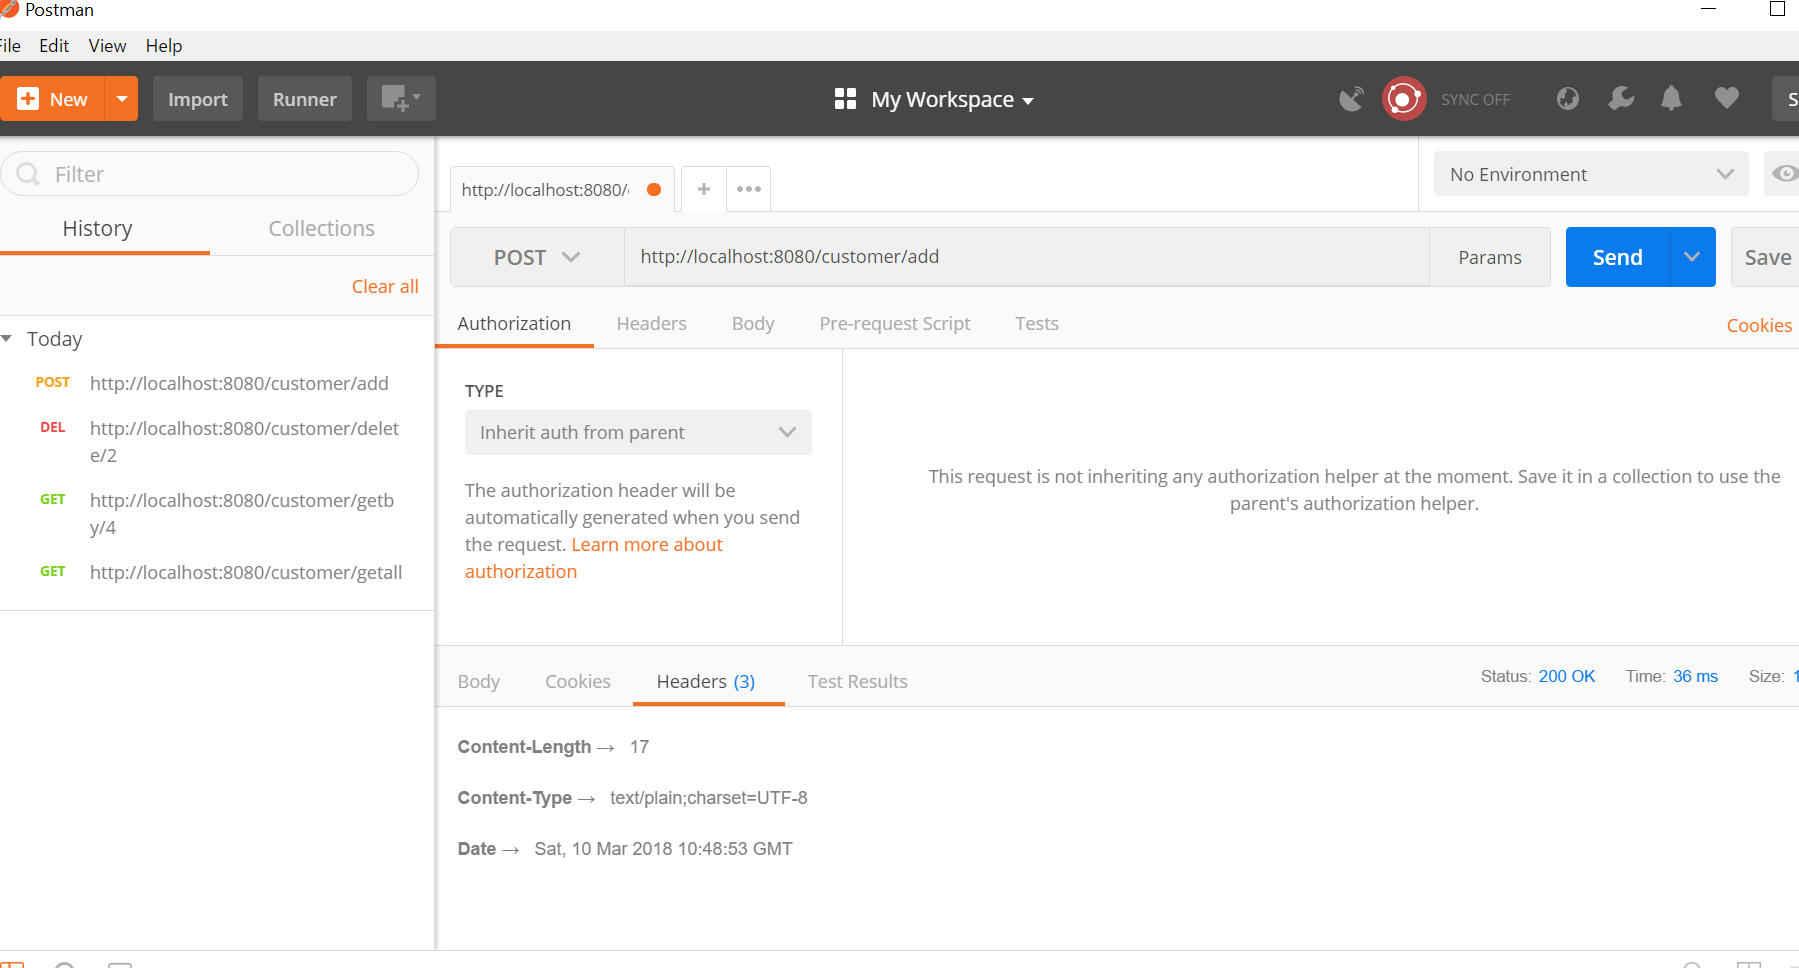 Postman
File Edit View Help
New Import Runner My Workspace SYNC OFF
Filter
History Collections
Clear all
Today
POST http://localhost:8080/customer/add
DEL http://localhost:8080/customer/delet
e/2
GET http://localhost:8080/customer/getb
y/4
GET http://localhost:8080/customer/getall
http://localhost:8080/
No Environment
POST http://localhost:8080/customer/add Params Send Save
Authorization Headers Body Pre-request Script Tests Cookies
TYPE
Inherit auth from parent
The authorization header will be
automatically generated when you send
the request. Learn more about
authorization
This request is not inheriting any authorization helper at the moment. Save it in a collection to use the
parent's authorization helper.
Body Cookies Headers (3) Test Results Status: 200 OK Time: 36 ms Size:
Content-Length → 17
Content-Type → text/plain;charset=UTF-8
Date → Sat, 10 Mar 2018 10:48:53 GMT